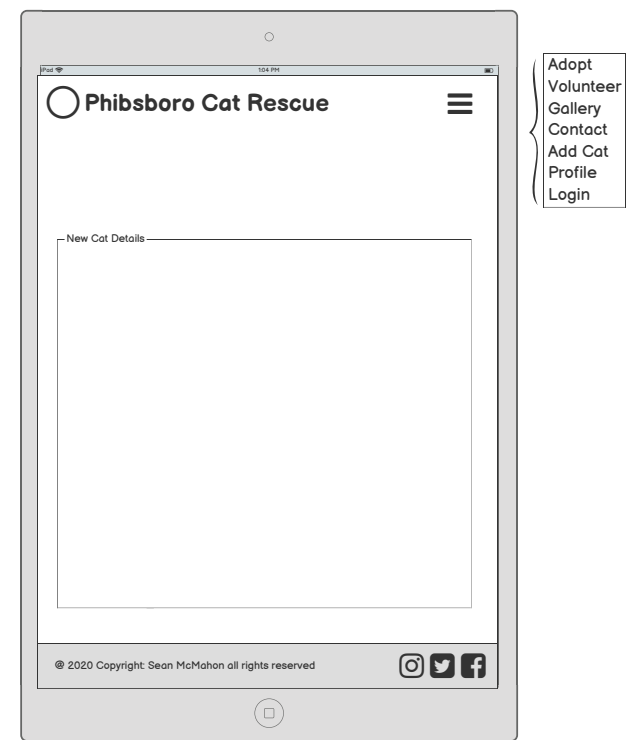 iPad 1:04 PM
Phibsboro Cat Rescue
Adopt
Volunteer
Gallery
Contact
Add Cat
Profile
Login
New Cat Details
@ 2020 Copyright: Sean McMahon all rights reserved